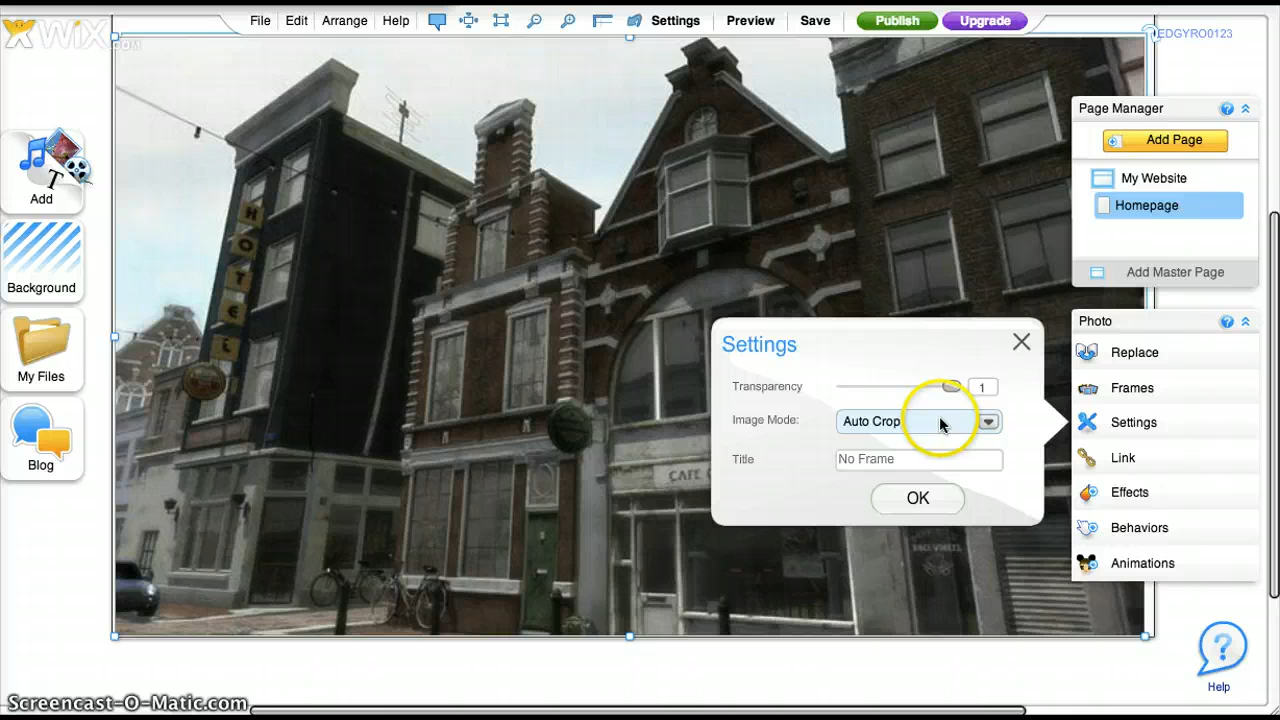 WIX.COM
File Edit Arrange Help Settings Preview Save Publish Upgrade
EDGYRO0123
Add
Background
My Files
Blog
HOTEL
CAFE
Page Manager
Add Page
My Website
Homepage
Add Master Page
Photo
Replace
Frames
Settings
Link
Effects
Behaviors
Animations
Settings
Transparency 1
Image Mode: Auto Crop
Title No Frame
OK
Help
Screencast-O-Matic.com